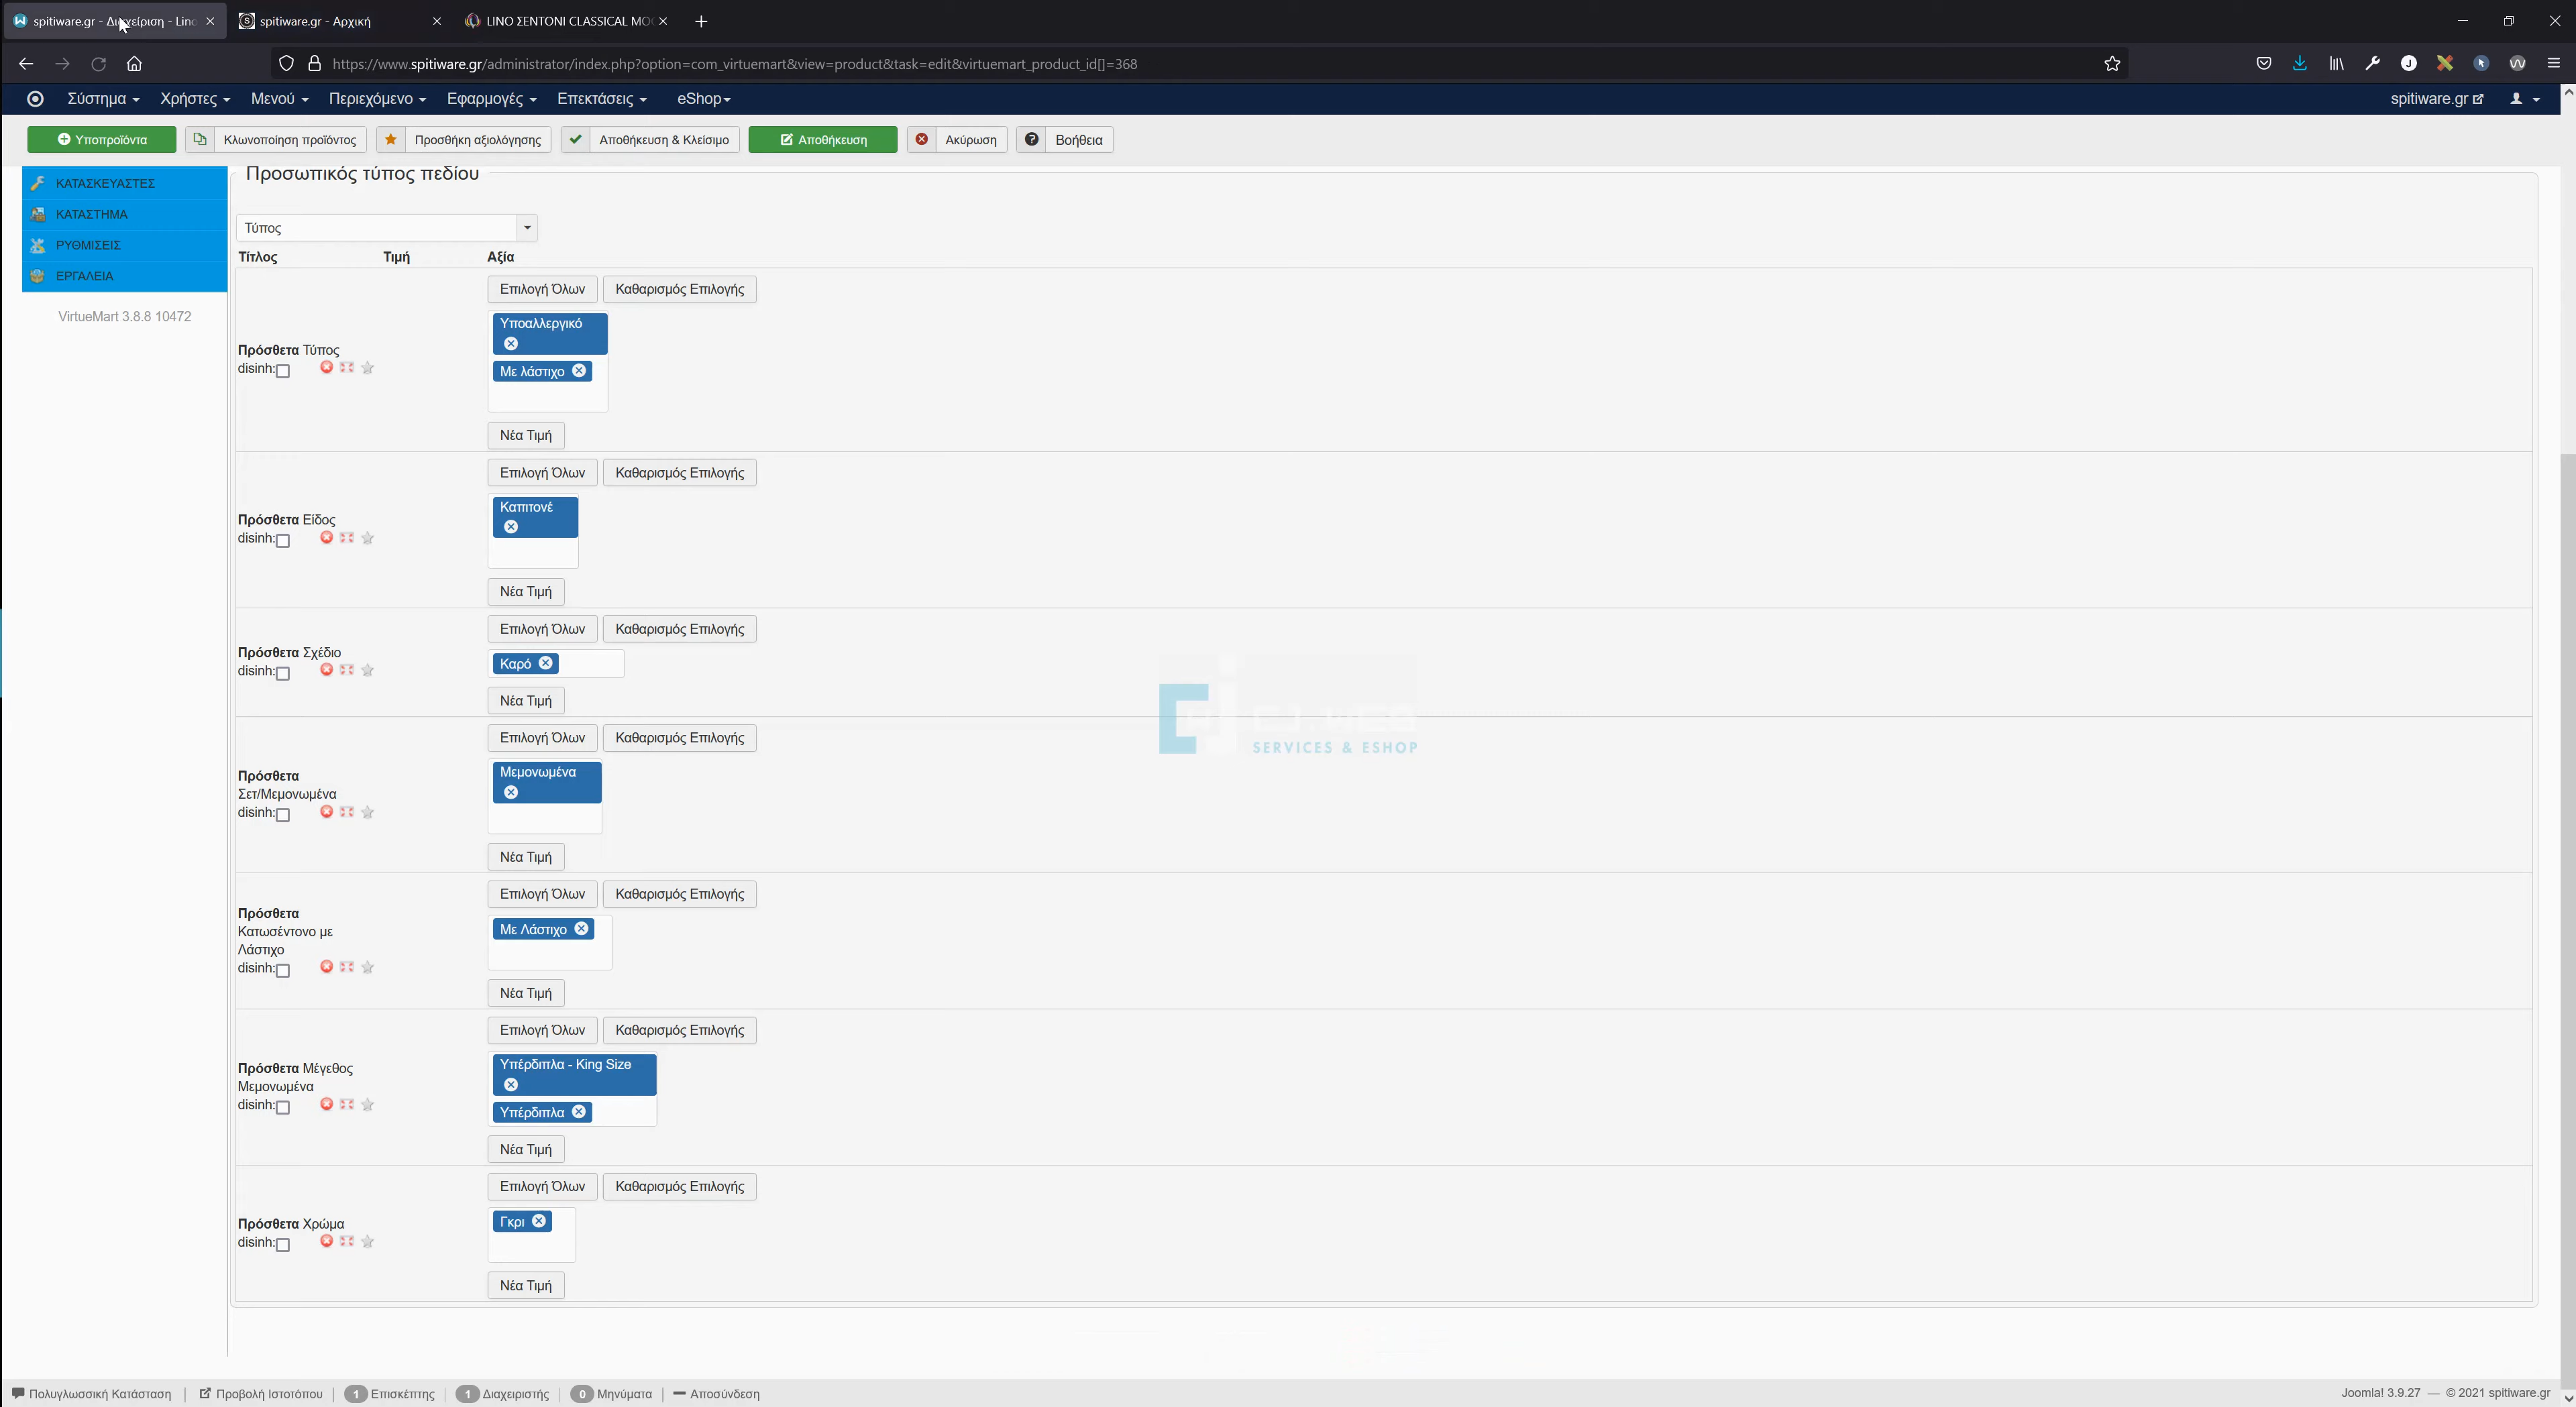 spitiware.gr - Διαχείριση - Lino
spitiware.gr - Αρχική
LINO ΣΕΝΤΟΝΙ CLASSICAL MO
https://www.spitiware.gr/administrator/index.php?option=com_virtuemart&view=product&task=edit&virtuemart_product_id[]=368
Σύστημα Χρήστες Μενού Περιεχόμενο Εφαρμογές Επεκτάσεις eShop spitiware.gr
Υποπροϊόντα Κλωνοποίηση προϊόντος Προσθήκη αξιολόγησης Αποθήκευση & Κλείσιμο Αποθήκευση Ακύρωση Βοήθεια
ΚΑΤΑΣΚΕΥΑΣΤΕΣ
ΚΑΤΑΣΤΗΜΑ
ΡΥΘΜΙΣΕΙΣ
ΕΡΓΑΛΕΙΑ
VirtueMart 3.8.8 10472
Προσωπικός τύπος πεδίου
Τύπος
Τίτλος Τιμή Αξία
Επιλογή Όλων Καθαρισμός Επιλογής
Υποαλλεργικό
Πρόσθετα Τύπος
disinh:
Με λάστιχο
Νέα Τιμή
Επιλογή Όλων Καθαρισμός Επιλογής
Καπιτονέ
Πρόσθετα Είδος
disinh:
Νέα Τιμή
Επιλογή Όλων Καθαρισμός Επιλογής
Πρόσθετα Σχέδιο
Καρό
disinh:
Νέα Τιμή
Επιλογή Όλων Καθαρισμός Επιλογής
Μεμονωμένα
Πρόσθετα
Σετ/Μεμονωμένα
disinh:
Νέα Τιμή
Επιλογή Όλων Καθαρισμός Επιλογής
Πρόσθετα
Κατωσέντονο με
Λάστιχο
Με Λάστιχο
disinh:
Νέα Τιμή
Επιλογή Όλων Καθαρισμός Επιλογής
Υπέρδιπλα - King Size
Πρόσθετα Μέγεθος
Μεμονωμένα
disinh:
Υπέρδιπλα
Νέα Τιμή
Επιλογή Όλων Καθαρισμός Επιλογής
Πρόσθετα Χρώμα
Γκρι
disinh:
Νέα Τιμή
SERVICES & ESHOP
Πολυγλωσσική Κατάσταση Προβολή Ιστοτόπου 1 Επισκέπτης 1 Διαχειριστής 0 Μηνύματα Αποσύνδεση Joomla! 3.9.27 — © 2021 spitiware.gr